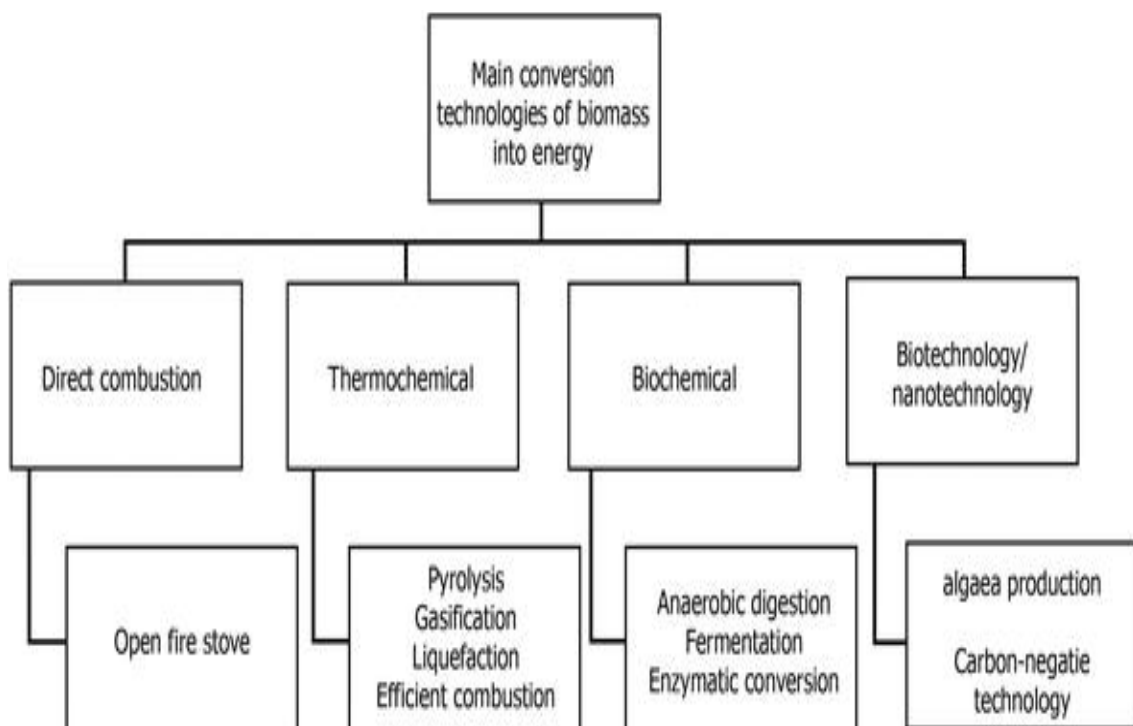 Main conversion
technologies of biomass
into energy
Direct combustion
Thermochemical
Biochemical
Biotechnology/
nanotechnology
Open fire stove
Pyrolysis
Gasification
Liquefaction
Efficient combustion
Anaerobic digestion
Fermentation
Enzymatic conversion
algaea production
Carbon-negatie
technology